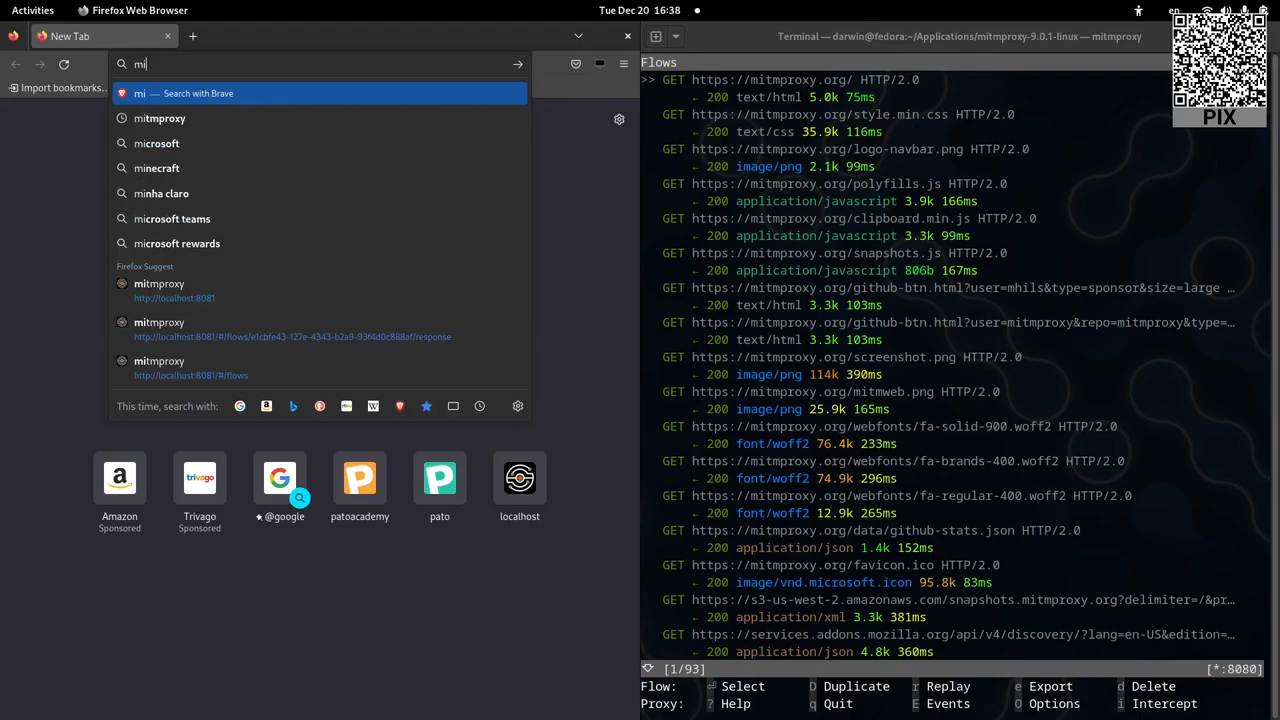 Activities
Firefox Web Browser
Tue Dec 20 16:38
en
New Tab
Import bookmarks...
mi
mi — Search with Brave
mitmproxy
microsoft
minecraft
minha claro
microsoft teams
microsoft rewards
Firefox Suggest
mitmproxy
http://localhost:8081
mitmproxy
http://localhost:8081/#/flows/e1cbfe43-127e-4343-b2a9-93f4d0c888af/response
mitmproxy
http://localhost:8081/#/flows
This time, search with:
Amazon
Sponsored
Trivago
Sponsored
@google
patoacademy
pato
localhost
trivago
Terminal — darwin@fedora:~/Applications/mitmproxy-9.0.1-linux — mitmproxy
PIX
Flows
>> GET https://mitmproxy.org/ HTTP/2.0
← 200 text/html 5.0k 75ms
GET https://mitmproxy.org/style.min.css HTTP/2.0
← 200 text/css 35.9k 116ms
GET https://mitmproxy.org/logo-navbar.png HTTP/2.0
← 200 image/png 2.1k 99ms
GET https://mitmproxy.org/polyfills.js HTTP/2.0
← 200 application/javascript 3.9k 166ms
GET https://mitmproxy.org/clipboard.min.js HTTP/2.0
← 200 application/javascript 3.3k 99ms
GET https://mitmproxy.org/snapshots.js HTTP/2.0
← 200 application/javascript 806b 167ms
GET https://mitmproxy.org/github-btn.html?user=mhils&type=sponsor&size=large …
← 200 text/html 3.3k 103ms
GET https://mitmproxy.org/github-btn.html?user=mitmproxy&repo=mitmproxy&type=…
← 200 text/html 3.3k 103ms
GET https://mitmproxy.org/screenshot.png HTTP/2.0
← 200 image/png 114k 390ms
GET https://mitmproxy.org/mitmweb.png HTTP/2.0
← 200 image/png 25.9k 165ms
GET https://mitmproxy.org/webfonts/fa-solid-900.woff2 HTTP/2.0
← 200 font/woff2 76.4k 233ms
GET https://mitmproxy.org/webfonts/fa-brands-400.woff2 HTTP/2.0
← 200 font/woff2 74.9k 296ms
GET https://mitmproxy.org/webfonts/fa-regular-400.woff2 HTTP/2.0
← 200 font/woff2 12.9k 265ms
GET https://mitmproxy.org/data/github-stats.json HTTP/2.0
← 200 application/json 1.4k 152ms
GET https://mitmproxy.org/favicon.ico HTTP/2.0
← 200 image/vnd.microsoft.icon 95.8k 83ms
GET https://s3-us-west-2.amazonaws.com/snapshots.mitmproxy.org?delimiter=/&pr…
← 200 application/xml 3.3k 381ms
GET https://services.addons.mozilla.org/api/v4/discovery/?lang=en-US&edition=…
← 200 application/json 4.8k 360ms
[1/93] [*:8080]
Flow: ⏎ Select D Duplicate r Replay e Export d Delete
Proxy: ? Help q Quit E Events O Options i Intercept